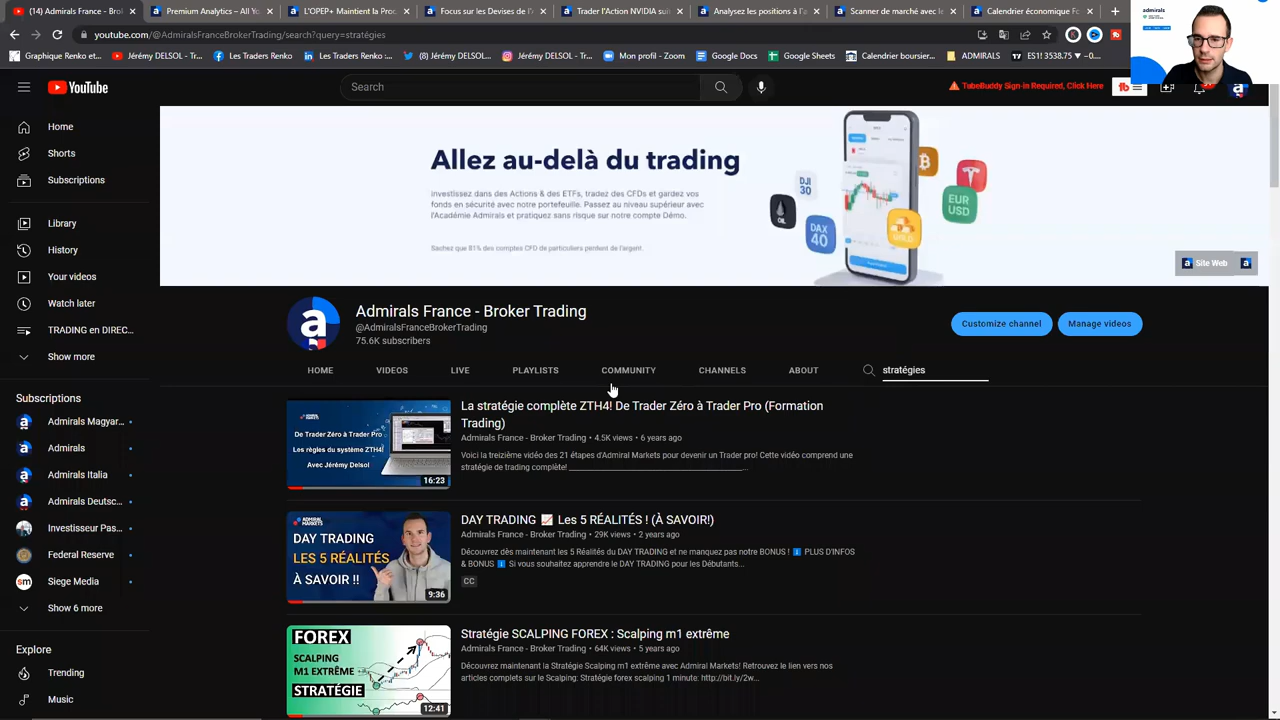 (4) Admirals
Premium Analytics – All Yo
L'OPEP+ Maintient la Pro
Focus sur les Devises de l'
Trader l'Action NVIDIA sui
Analysez les positions à l'a
Scanner de marché avec le
Calendrier économique Fo
admirals
youtube.com/@AdmiralsFranceBrokerTrading/search?query=stratégies
Graphique Renko et...
Jérémy DELSOL
Les Traders Renko
(8) Jérémy DELSOL...
Les Traders Renko...
Mon profil - Zoom
Google Docs
Google Sheets
Calendrier boursier...
ADMIRALS
ES1! 3538.75 ▼ −0...
YouTube
Search
TubeBuddy Sign-in Required, Click Here
Home
Shorts
Subscriptions
Library
History
Your videos
Watch later
TRADING en DIREC...
Show more
Subscriptions
Admirals Magyar...
Admirals
Admirals Italia
Admirals Deutsc...
Investisseur Pas...
Federal Reserve
Siege Media
Show 6 more
Explore
Trending
Music
Allez au-delà du trading
Investissez dans des Actions & des ETFs, tradez des CFDs et gardez vos
fonds en sécurité avec notre portefeuille. Passez au niveau supérieur avec
l'Académie Admirals et pratiquez sans risque sur notre compte Démo.
Sachez que 81% des comptes CFD de particuliers perdent de l'argent.
DJI
30
OIL
DAX
40
GOLD
EUR
USD
Site Web
Admirals France - Broker Trading
@AdmiralsFranceBrokerTrading
75.6K subscribers
Customize channel
Manage videos
HOME
VIDEOS
LIVE
PLAYLISTS
COMMUNITY
CHANNELS
ABOUT
stratégies
ADMIRAL MARKETS
De Trader Zéro à Trader Pro
Les règles du système ZTH4!
Avec Jérémy Delsol
16:23
La stratégie complète ZTH4! De Trader Zéro à Trader Pro (Formation
Trading)
Admirals France - Broker Trading • 4.5K views • 6 years ago
Voici la treizième vidéo des 21 étapes d'Admiral Markets pour devenir un Trader pro! Cette vidéo comprend une
stratégie de trading complète! ___________________________________...
ADMIRAL MARKETS
DAY TRADING
LES 5 RÉALITÉS
À SAVOIR !!
9:36
DAY TRADING 📈 Les 5 RÉALITÉS ! (À SAVOIR!)
Admirals France - Broker Trading • 29K views • 2 years ago
Découvrez dès maintenant les 5 Réalités du DAY TRADING et ne manquez pas notre BONUS ! ℹ️ PLUS D'INFOS
& BONUS ℹ️ Si vous souhaitez apprendre le DAY TRADING pour les Débutants...
CC
FOREX
SCALPING
M1 EXTRÊME
STRATÉGIE
12:41
Stratégie SCALPING FOREX : Scalping m1 extrême
Admirals France - Broker Trading • 64K views • 5 years ago
Découvrez maintenant la Stratégie Scalping m1 extrême avec Admiral Markets! Retrouvez le lien vers nos
articles complets sur le Scalping: Stratégie forex scalping 1 minute: http://bit.ly/2w...